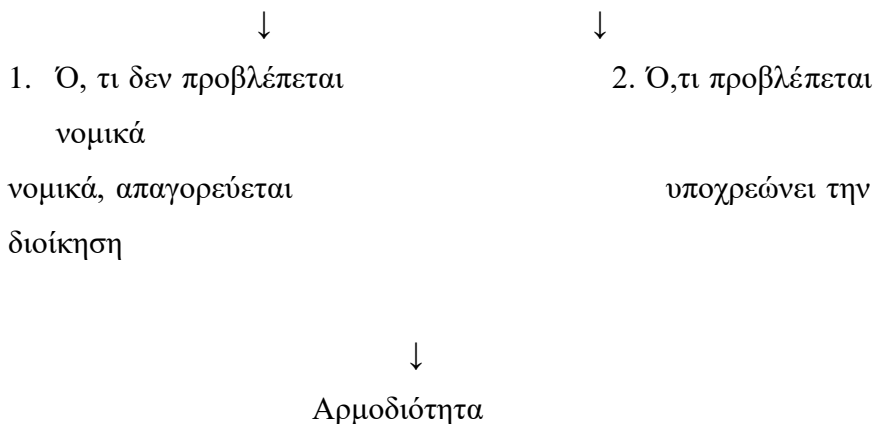 ↓ ↓
1. Ό, τι δεν προβλέπεται 2. Ό,τι προβλέπεται
νομικά
νομικά, απαγορεύεται υποχρεώνει την
διοίκηση
↓
Αρμοδιότητα